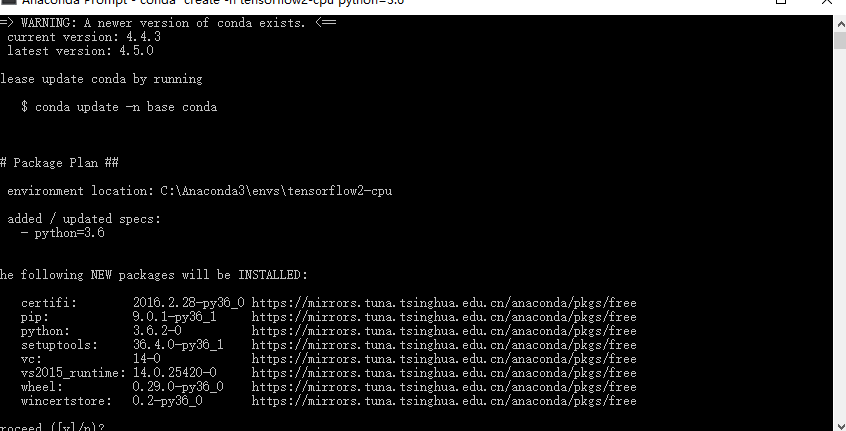 Anaconda Prompt - conda create -n tensorflow2-cpu python=3.6
=> WARNING: A newer version of conda exists. <==
current version: 4.4.3
latest version: 4.5.0
lease update conda by running
$ conda update -n base conda
# Package Plan ##
environment location: C:\Anaconda3\envs\tensorflow2-cpu
added / updated specs:
- python=3.6
he following NEW packages will be INSTALLED:
certifi: 2016.2.28-py36_0 https://mirrors.tuna.tsinghua.edu.cn/anaconda/pkgs/free
pip: 9.0.1-py36_1 https://mirrors.tuna.tsinghua.edu.cn/anaconda/pkgs/free
python: 3.6.2-0 https://mirrors.tuna.tsinghua.edu.cn/anaconda/pkgs/free
setuptools: 36.4.0-py36_1 https://mirrors.tuna.tsinghua.edu.cn/anaconda/pkgs/free
vc: 14-0 https://mirrors.tuna.tsinghua.edu.cn/anaconda/pkgs/free
vs2015_runtime: 14.0.25420-0 https://mirrors.tuna.tsinghua.edu.cn/anaconda/pkgs/free
wheel: 0.29.0-py36_0 https://mirrors.tuna.tsinghua.edu.cn/anaconda/pkgs/free
wincertstore: 0.2-py36_0 https://mirrors.tuna.tsinghua.edu.cn/anaconda/pkgs/free
roceed ([y]/n)?